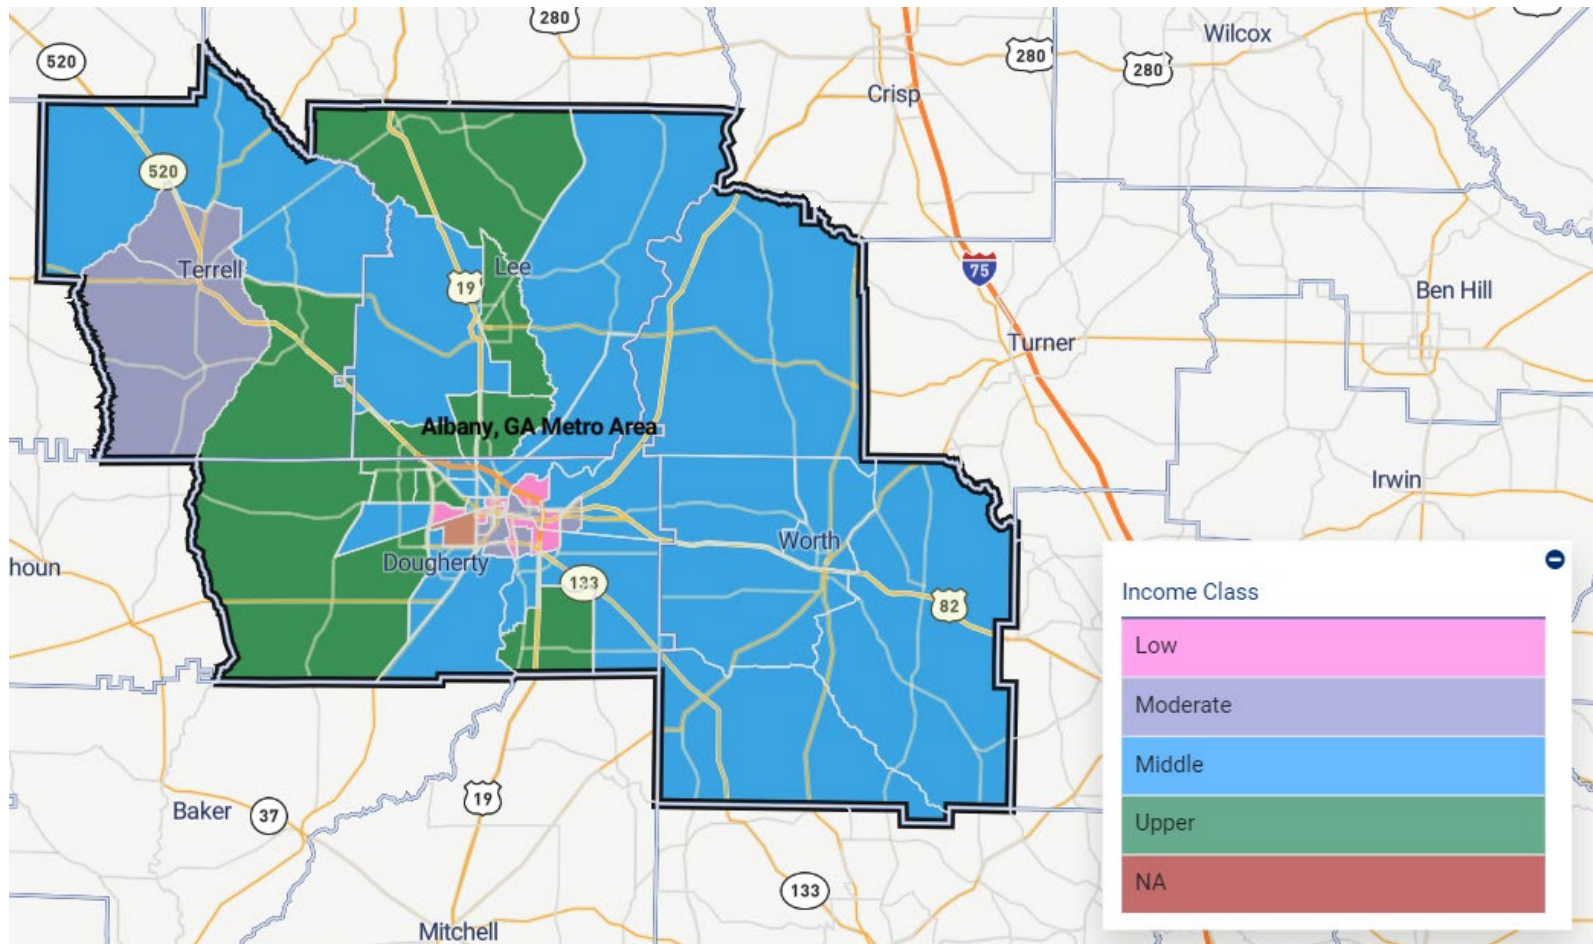 280
Wilcox
520
280
280
Crisp
520
Terrell
Lee
19
75
Ben Hill
Turner
Albany, GA Metro Area
Irwin
Worth
Dougherty
houn
133
82
Income Class
Low
Moderate
Middle
Upper
NA
Baker
37
19
133
Mitchell